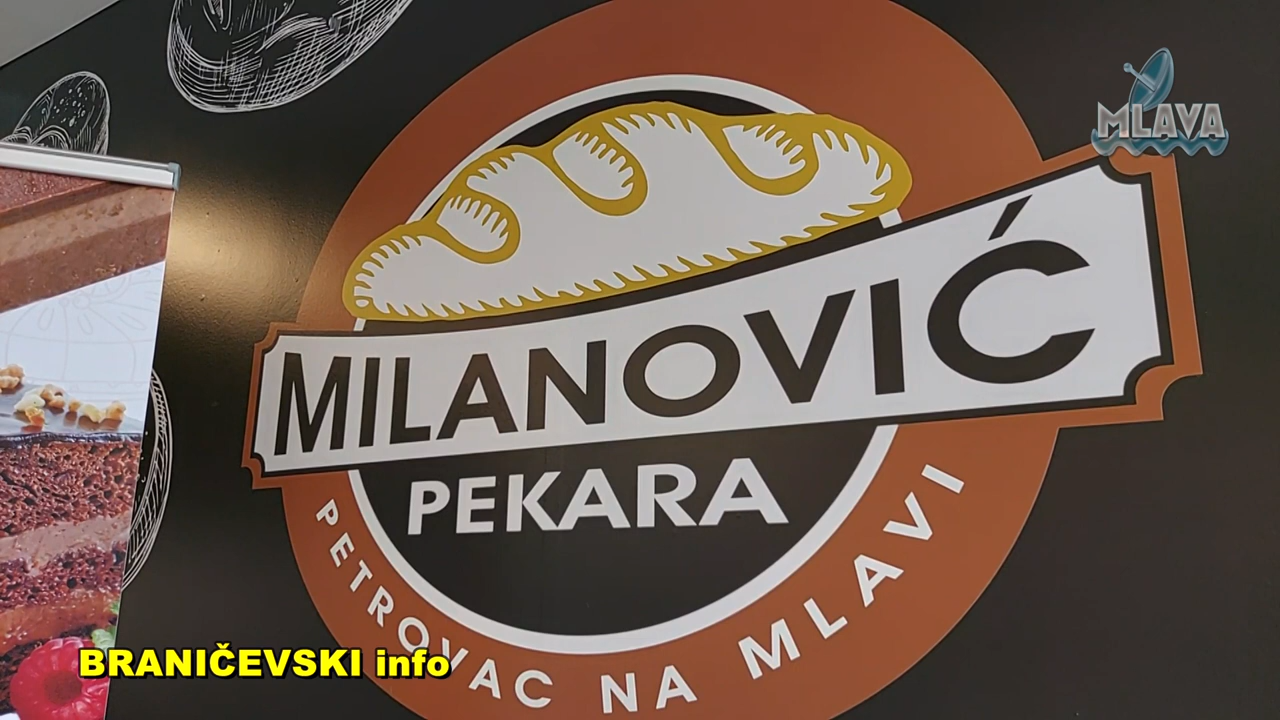 MLAVA
MILANOVIĆ
PEKARA
PETROVAC NA MLAVI
BRANIČEVSKI info